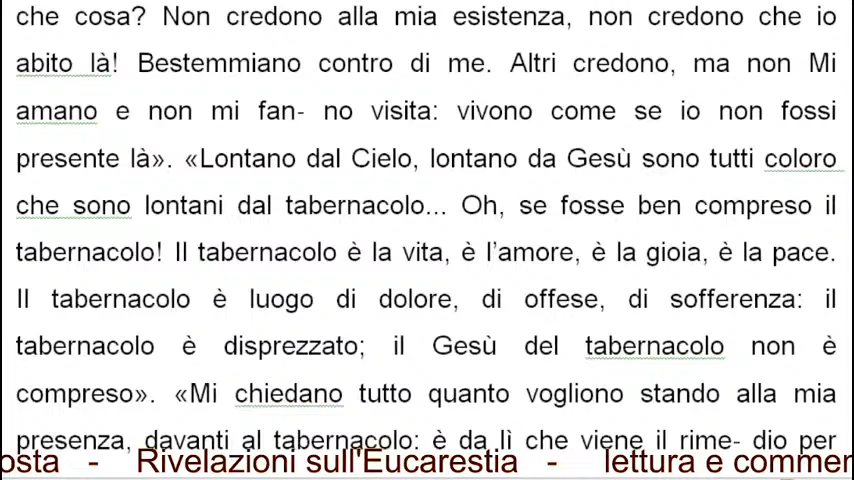 che cosa? Non credono alla mia esistenza, non credono che io
abito là! Bestemmiano contro di me. Altri credono, ma non Mi
amano e non mi fan- no visita: vivono come se io non fossi
presente là». «Lontano dal Cielo, lontano da Gesù sono tutti coloro
che sono lontani dal tabernacolo... Oh, se fosse ben compreso il
tabernacolo! Il tabernacolo è la vita, è l’amore, è la gioia, è la pace.
Il tabernacolo è luogo di dolore, di offese, di sofferenza: il
tabernacolo è disprezzato; il Gesù del tabernacolo non è
compreso». «Mi chiedano tutto quanto vogliono stando alla mia
presenza, davanti al tabernacolo: è da lì che viene il rime- dio per
osta - Rivelazioni sull'Eucarestia - lettura e commen